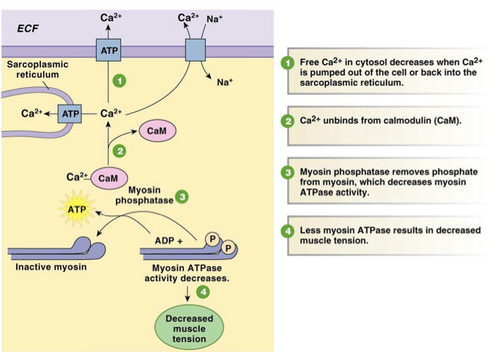 ECF
Ca²⁺
Ca²⁺
Na⁺
ATP
Sarcoplasmic
reticulum
1
Na⁺
Ca²⁺
ATP
Ca²⁺
CaM
2
Ca²⁺
CaM
Myosin
phosphatase
3
ATP
ADP +
P
P
Inactive myosin
Myosin ATPase
activity decreases.
4
Decreased
muscle
tension
1 Free Ca²⁺ in cytosol decreases when Ca²⁺
is pumped out of the cell or back into the
sarcoplasmic reticulum.
2 Ca²⁺ unbinds from calmodulin (CaM).
3 Myosin phosphatase removes phosphate
from myosin, which decreases myosin
ATPase activity.
4 Less myosin ATPase results in decreased
muscle tension.